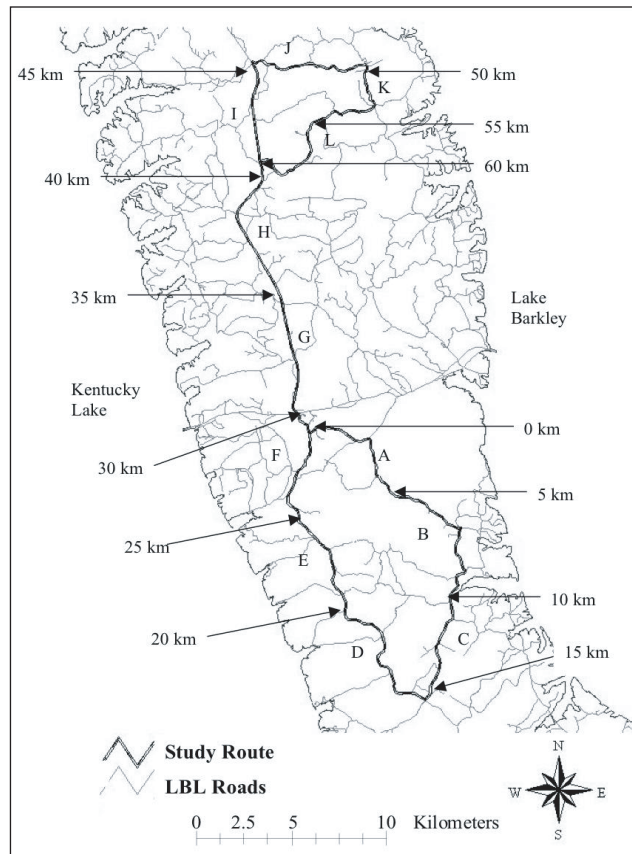 J
45 km
50 km
K
I
55 km
L
60 km
40 km
H
35 km
Lake
Barkley
G
Kentucky
Lake
0 km
30 km
F
A
5 km
25 km
B
E
10 km
20 km
C
D
15 km
Study Route
LBL Roads
N
W E
S
0 2.5 5 10 Kilometers